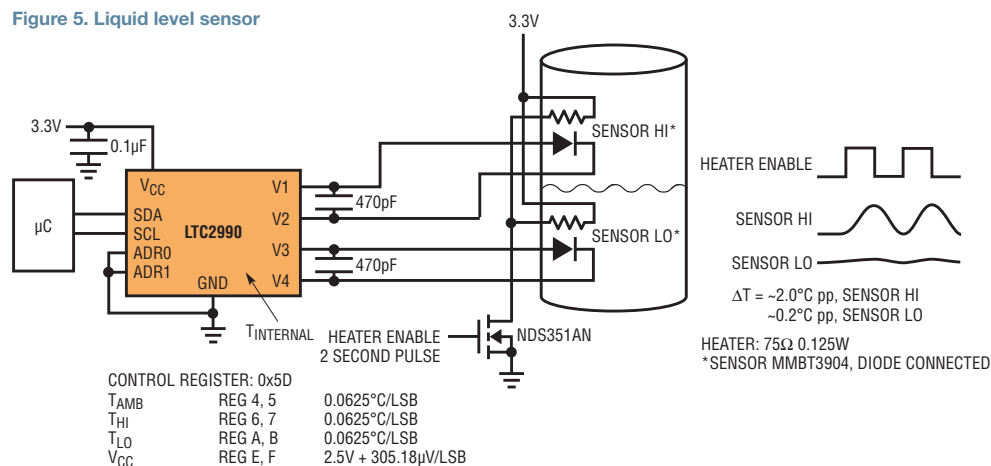 Figure 5. Liquid level sensor
3.3V
3.3V
0.1µF
VCC
SDA
SCL
ADR0
ADR1
GND
LTC2990
V1
V2
V3
V4
µC
470pF
470pF
TINTERNAL
SENSOR HI*
SENSOR LO*
HEATER ENABLE
2 SECOND PULSE
NDS351AN
HEATER ENABLE
SENSOR HI
SENSOR LO
ΔT = ~2.0°C pp, SENSOR HI
~0.2°C pp, SENSOR LO
HEATER: 75Ω 0.125W
*SENSOR MMBT3904, DIODE CONNECTED
CONTROL REGISTER: 0x5D
TAMB REG 4, 5 0.0625°C/LSB
THI REG 6, 7 0.0625°C/LSB
TLO REG A, B 0.0625°C/LSB
VCC REG E, F 2.5V + 305.18µV/LSB